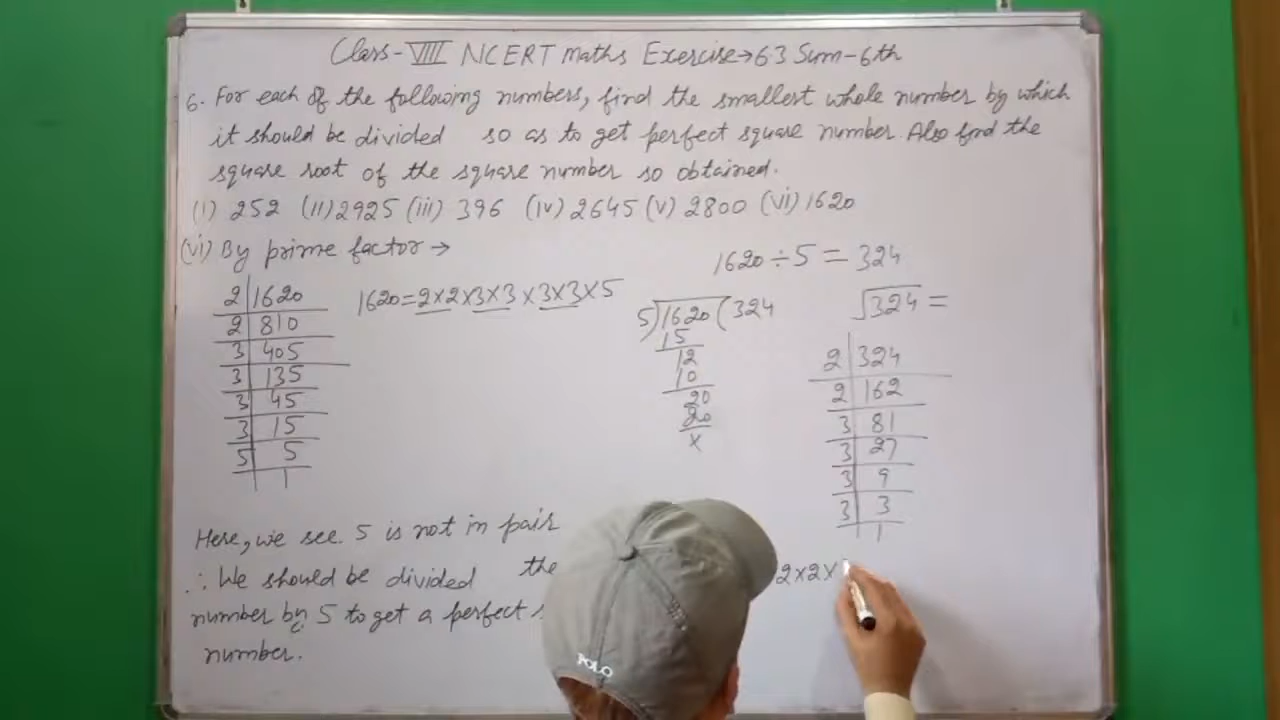 Class-VIII NCERT Maths Exercise→6.3 Sum-6th
6. For each of the following numbers, find the smallest whole number by which
it should be divided so as to get perfect square number. Also find the
square root of the square number so obtained.
(i) 252 (ii) 2925 (iii) 396 (iv) 2645 (v) 2800 (vi) 1620
(vi) By prime factor →
2|1620
2|810
3|405
3|135
3|45
3|15
5|5
|1
1620=2×2×3×3×3×3×5
Here, we see 5 is not in pair
∴ We should be divided the
number by 5 to get a perfect
number.
1620÷5=324
5)1620(324
15
12
10
20
20
x
√324=
2|324
2|162
3|81
3|27
3|9
3|3
|1
2×2×
POLO